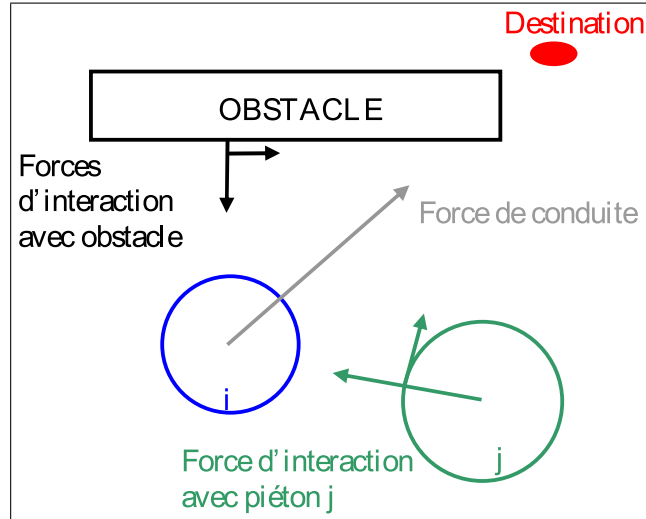 Destination
OBSTACLE
Forces
d'interaction
avec obstacle
Force de conduite
i
j
Force d'interaction
avec piéton j